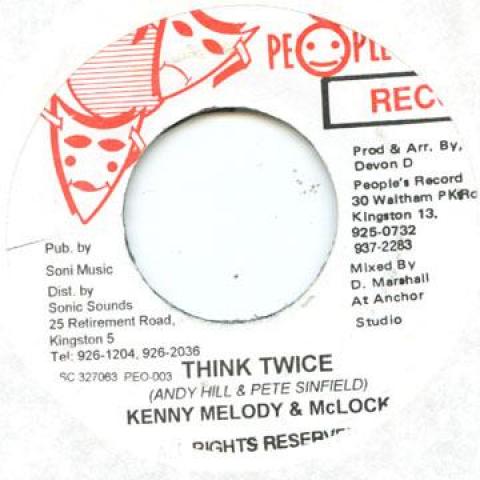 PEOPLE
REC
Prod & Arr. By,
Devon D
People's Record
30 Waltham PK Rd
Kingston 13,
925-0732
937-2283
Mixed By
D. Marshall
At Anchor
Studio
Pub. by
Soni Music
Dist. by
Sonic Sounds
25 Retirement Road,
Kingston 5
Tel: 926-1204, 926-2036
SC 327063 PEO-003
THINK TWICE
(ANDY HILL & PETE SINFIELD)
KENNY MELODY & McLOCK
RIGHTS RESERVE